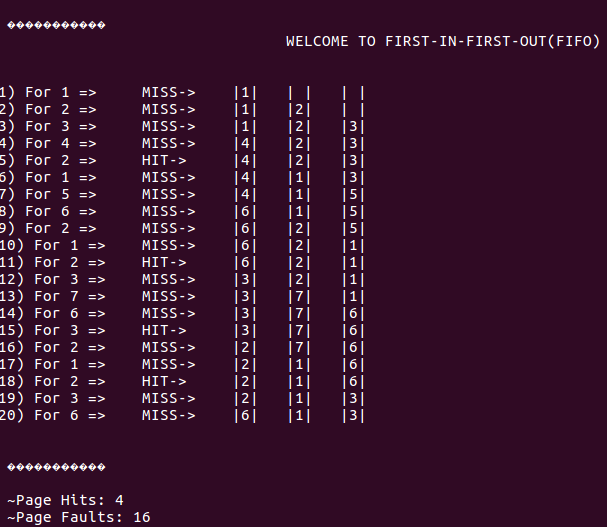 �������������
WELCOME TO FIRST-IN-FIRST-OUT(FIFO)
1) For 1 => MISS-> |1| | | | |
2) For 2 => MISS-> |1| |2| | |
3) For 3 => MISS-> |1| |2| |3|
4) For 4 => MISS-> |4| |2| |3|
5) For 2 => HIT-> |4| |2| |3|
6) For 1 => MISS-> |4| |1| |3|
7) For 5 => MISS-> |4| |1| |5|
8) For 6 => MISS-> |6| |1| |5|
9) For 2 => MISS-> |6| |2| |5|
10) For 1 => MISS-> |6| |2| |1|
11) For 2 => HIT-> |6| |2| |1|
12) For 3 => MISS-> |3| |2| |1|
13) For 7 => MISS-> |3| |7| |1|
14) For 6 => MISS-> |3| |7| |6|
15) For 3 => HIT-> |3| |7| |6|
16) For 2 => MISS-> |2| |7| |6|
17) For 1 => MISS-> |2| |1| |6|
18) For 2 => HIT-> |2| |1| |6|
19) For 3 => MISS-> |2| |1| |3|
20) For 6 => MISS-> |6| |1| |3|
�������������
~Page Hits: 4
~Page Faults: 16